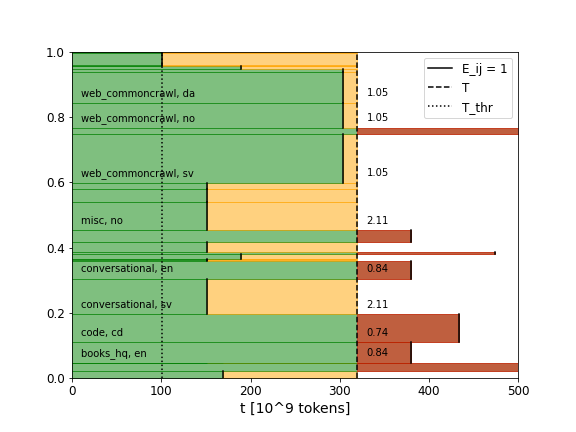 1.0
E_ij = 1
T
T_thr
web_commoncrawl, da
1.05
0.8
web_commoncrawl, no
1.05
web_commoncrawl, sv
1.05
0.6
misc, no
2.11
0.4
conversational, en
0.84
conversational, sv
2.11
0.2
code, cd
0.74
books_hq, en
0.84
0.0
0
100
200
300
400
500
t [10^9 tokens]